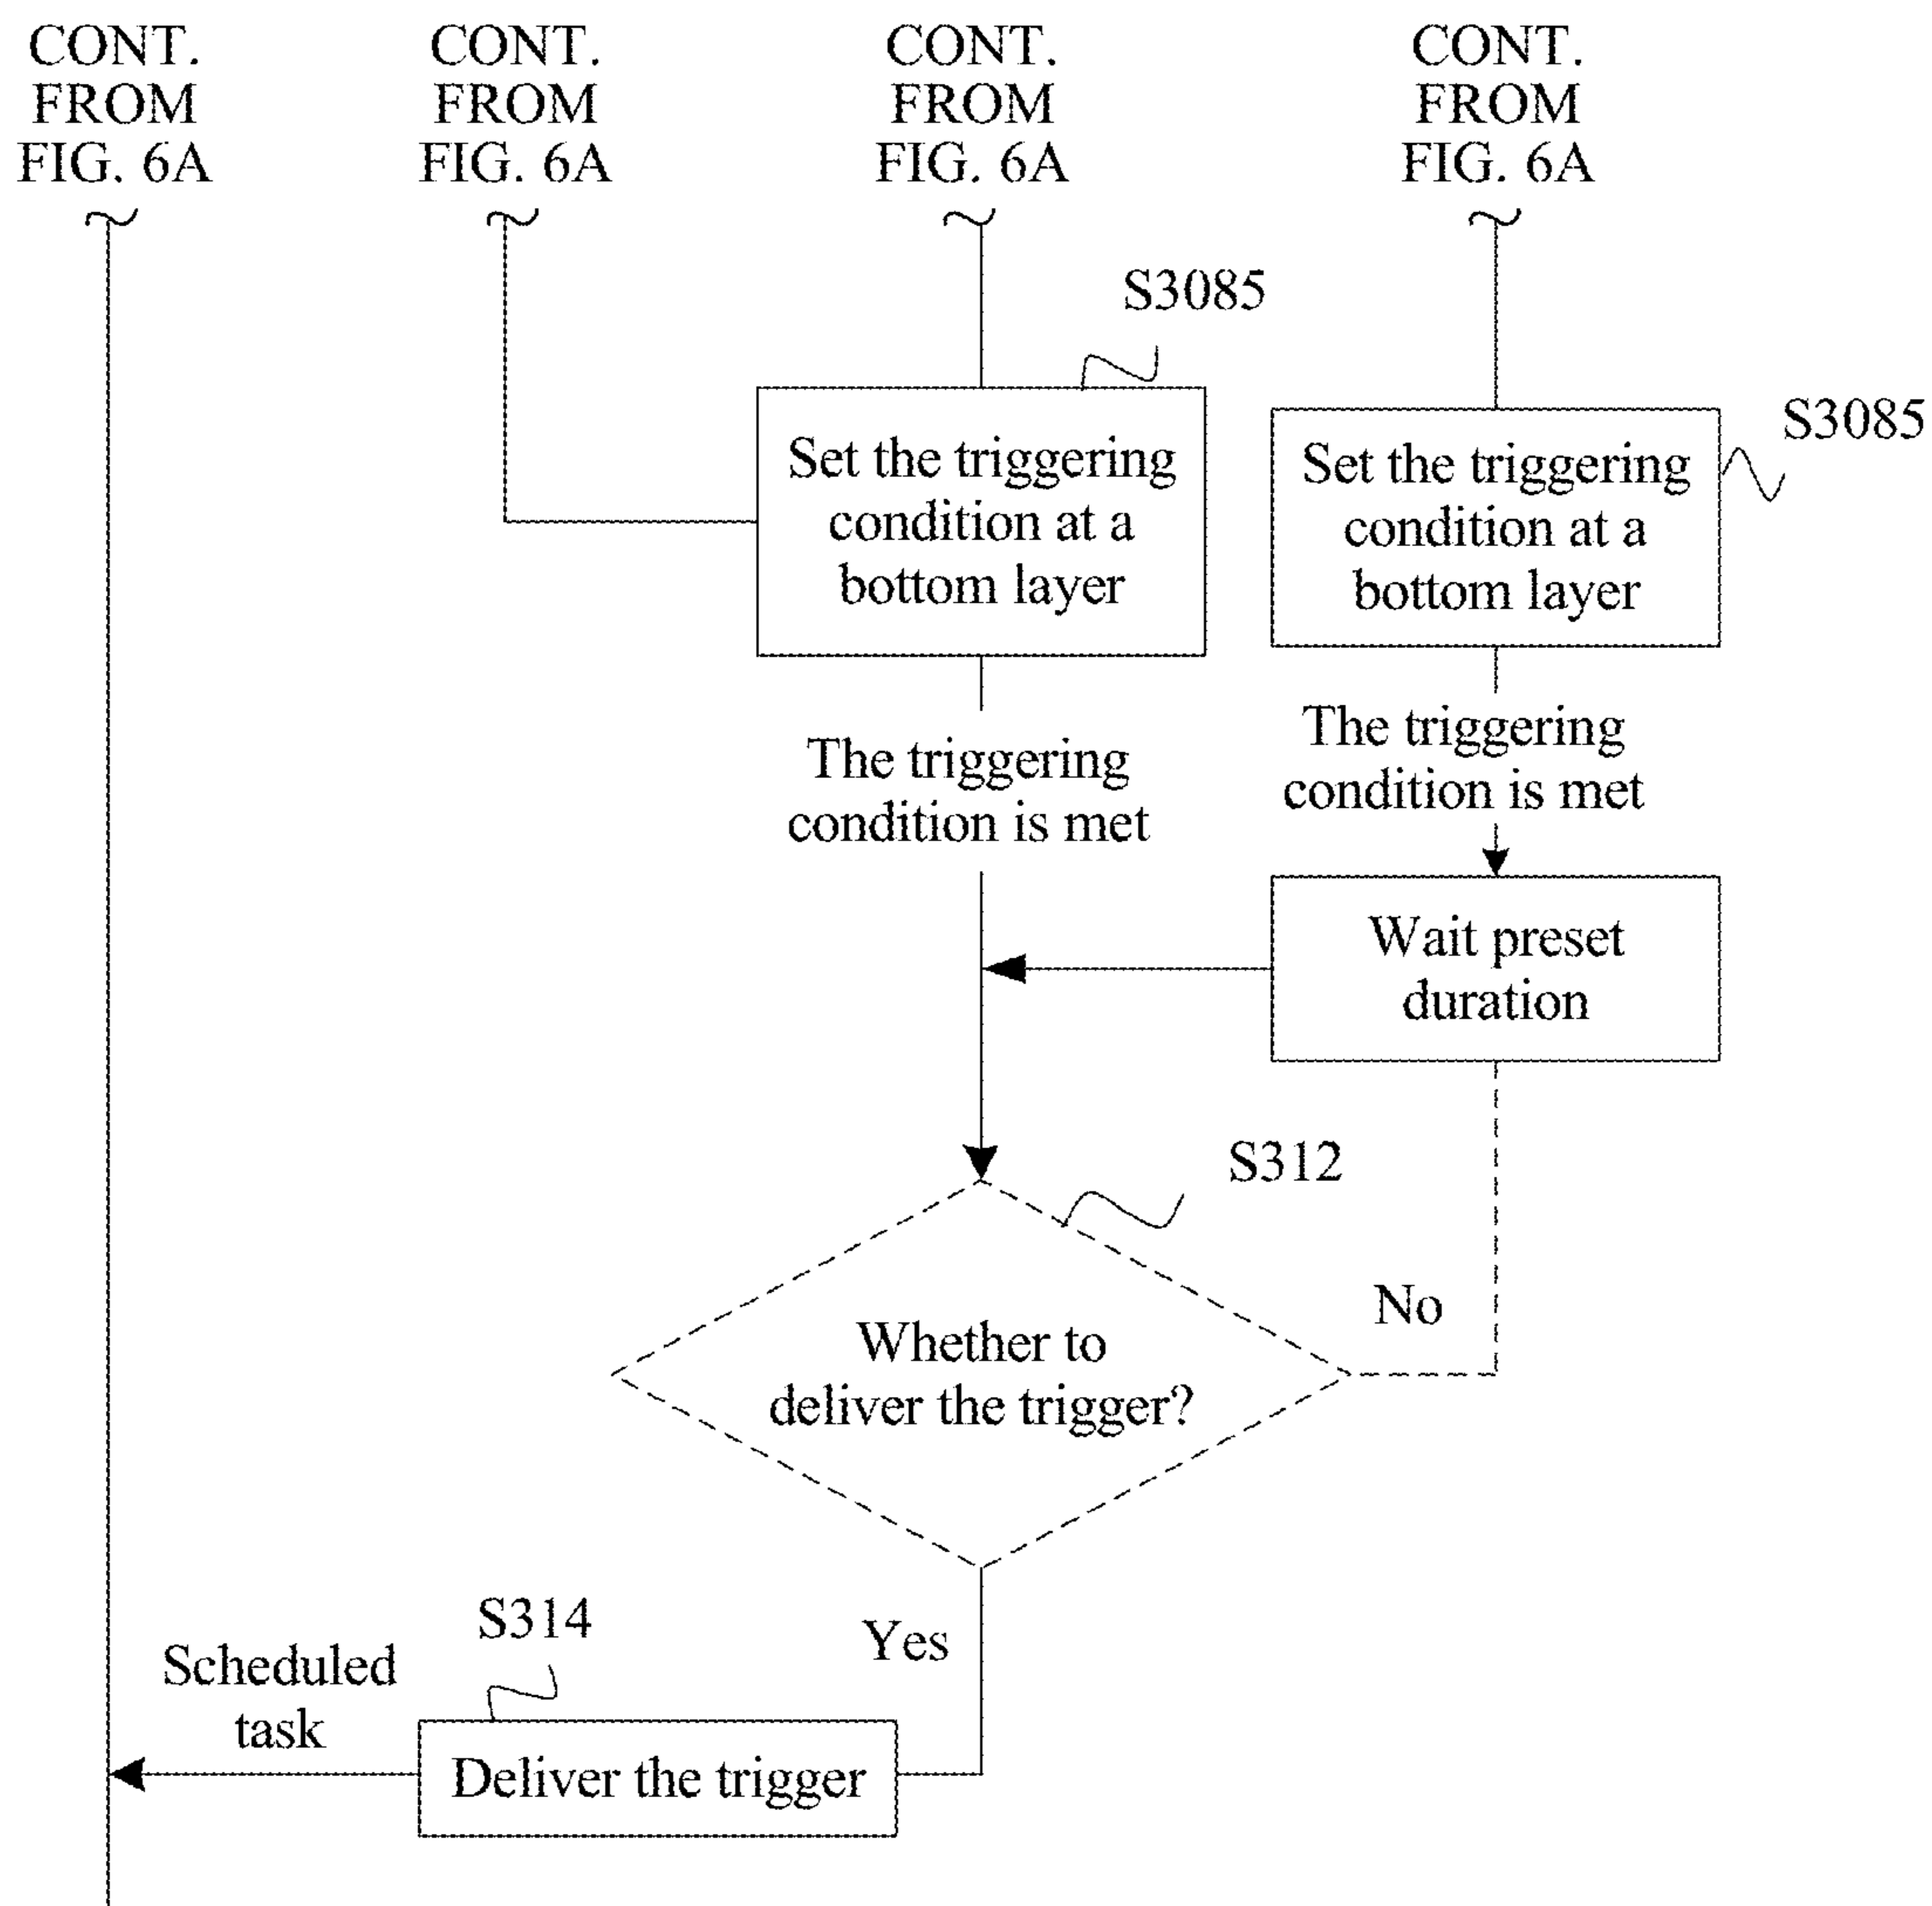 CONT.
FROM
FIG. 6A
CONT.
FROM
FIG. 6A
CONT.
FROM
FIG. 6A
CONT.
FROM
FIG. 6A
S3085
S3085
Set the triggering
condition at a
bottom layer
Set the triggering
condition at a
bottom layer
The triggering
condition is met
The triggering
condition is met
Wait preset
duration
S312
No
Whether to
deliver the trigger?
Yes
S314
Scheduled
task
Deliver the trigger